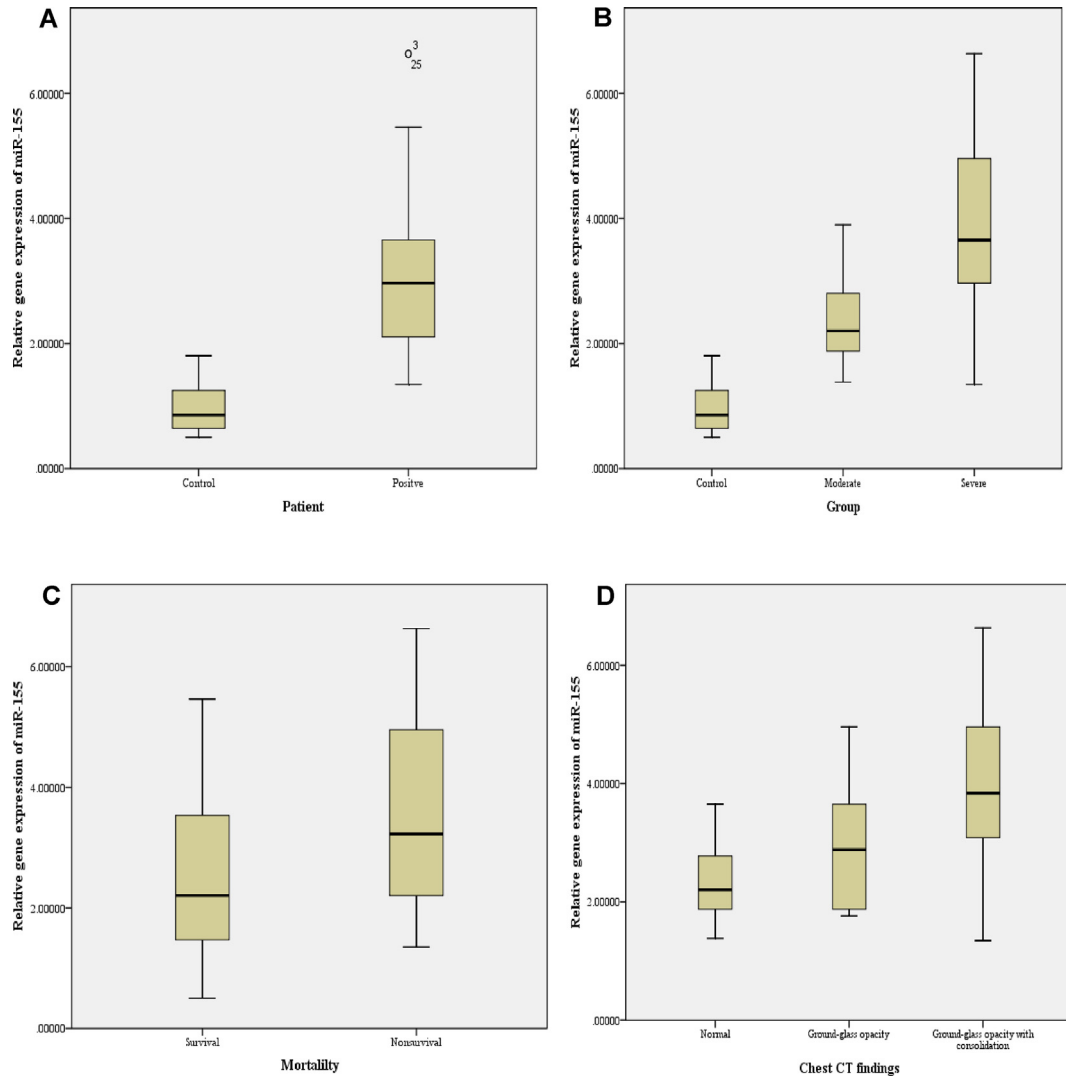 A
Relative gene expression of miR-155
6.00000
4.00000
2.00000
.00000
3
25
Control
Positve
Patient
B
Relative gene expression of miR-155
6.00000
4.00000
2.00000
.00000
Control
Moderate
Severe
Group
C
Relative gene expression of miR-155
6.00000
4.00000
2.00000
.00000
Survival
Nonsurvival
Mortalilty
D
Relative gene expression of miR-155
6.00000
4.00000
2.00000
.00000
Normal
Ground-glass opacity
Ground-glass opacity with
consolidation
Chest CT findings